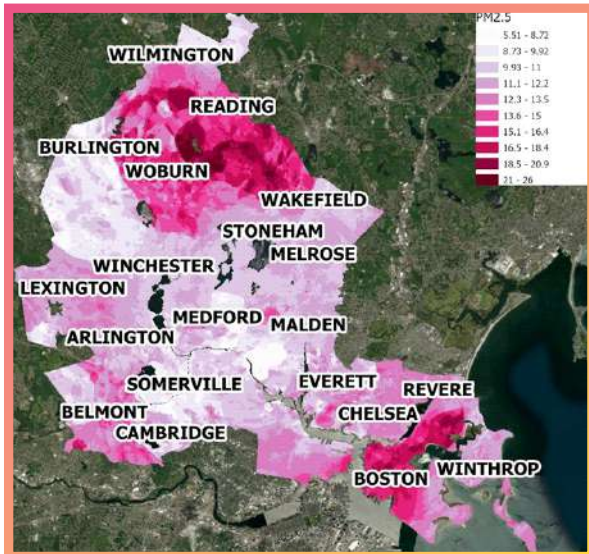 PM2.5
5.51 - 8.72
8.73 - 9.92
9.93 - 11
11.1 - 12.2
12.3 - 13.5
13.6 - 15
15.1 - 16.4
16.5 - 18.4
18.5 - 20.9
21 - 26
WILMINGTON
READING
BURLINGTON
WOBURN
WAKEFIELD
STONEHAM
MELROSE
WINCHESTER
LEXINGTON
MEDFORD
MALDEN
ARLINGTON
SOMERVILLE
EVERETT
REVERE
BELMONT
CHELSEA
CAMBRIDGE
BOSTON
WINTHROP